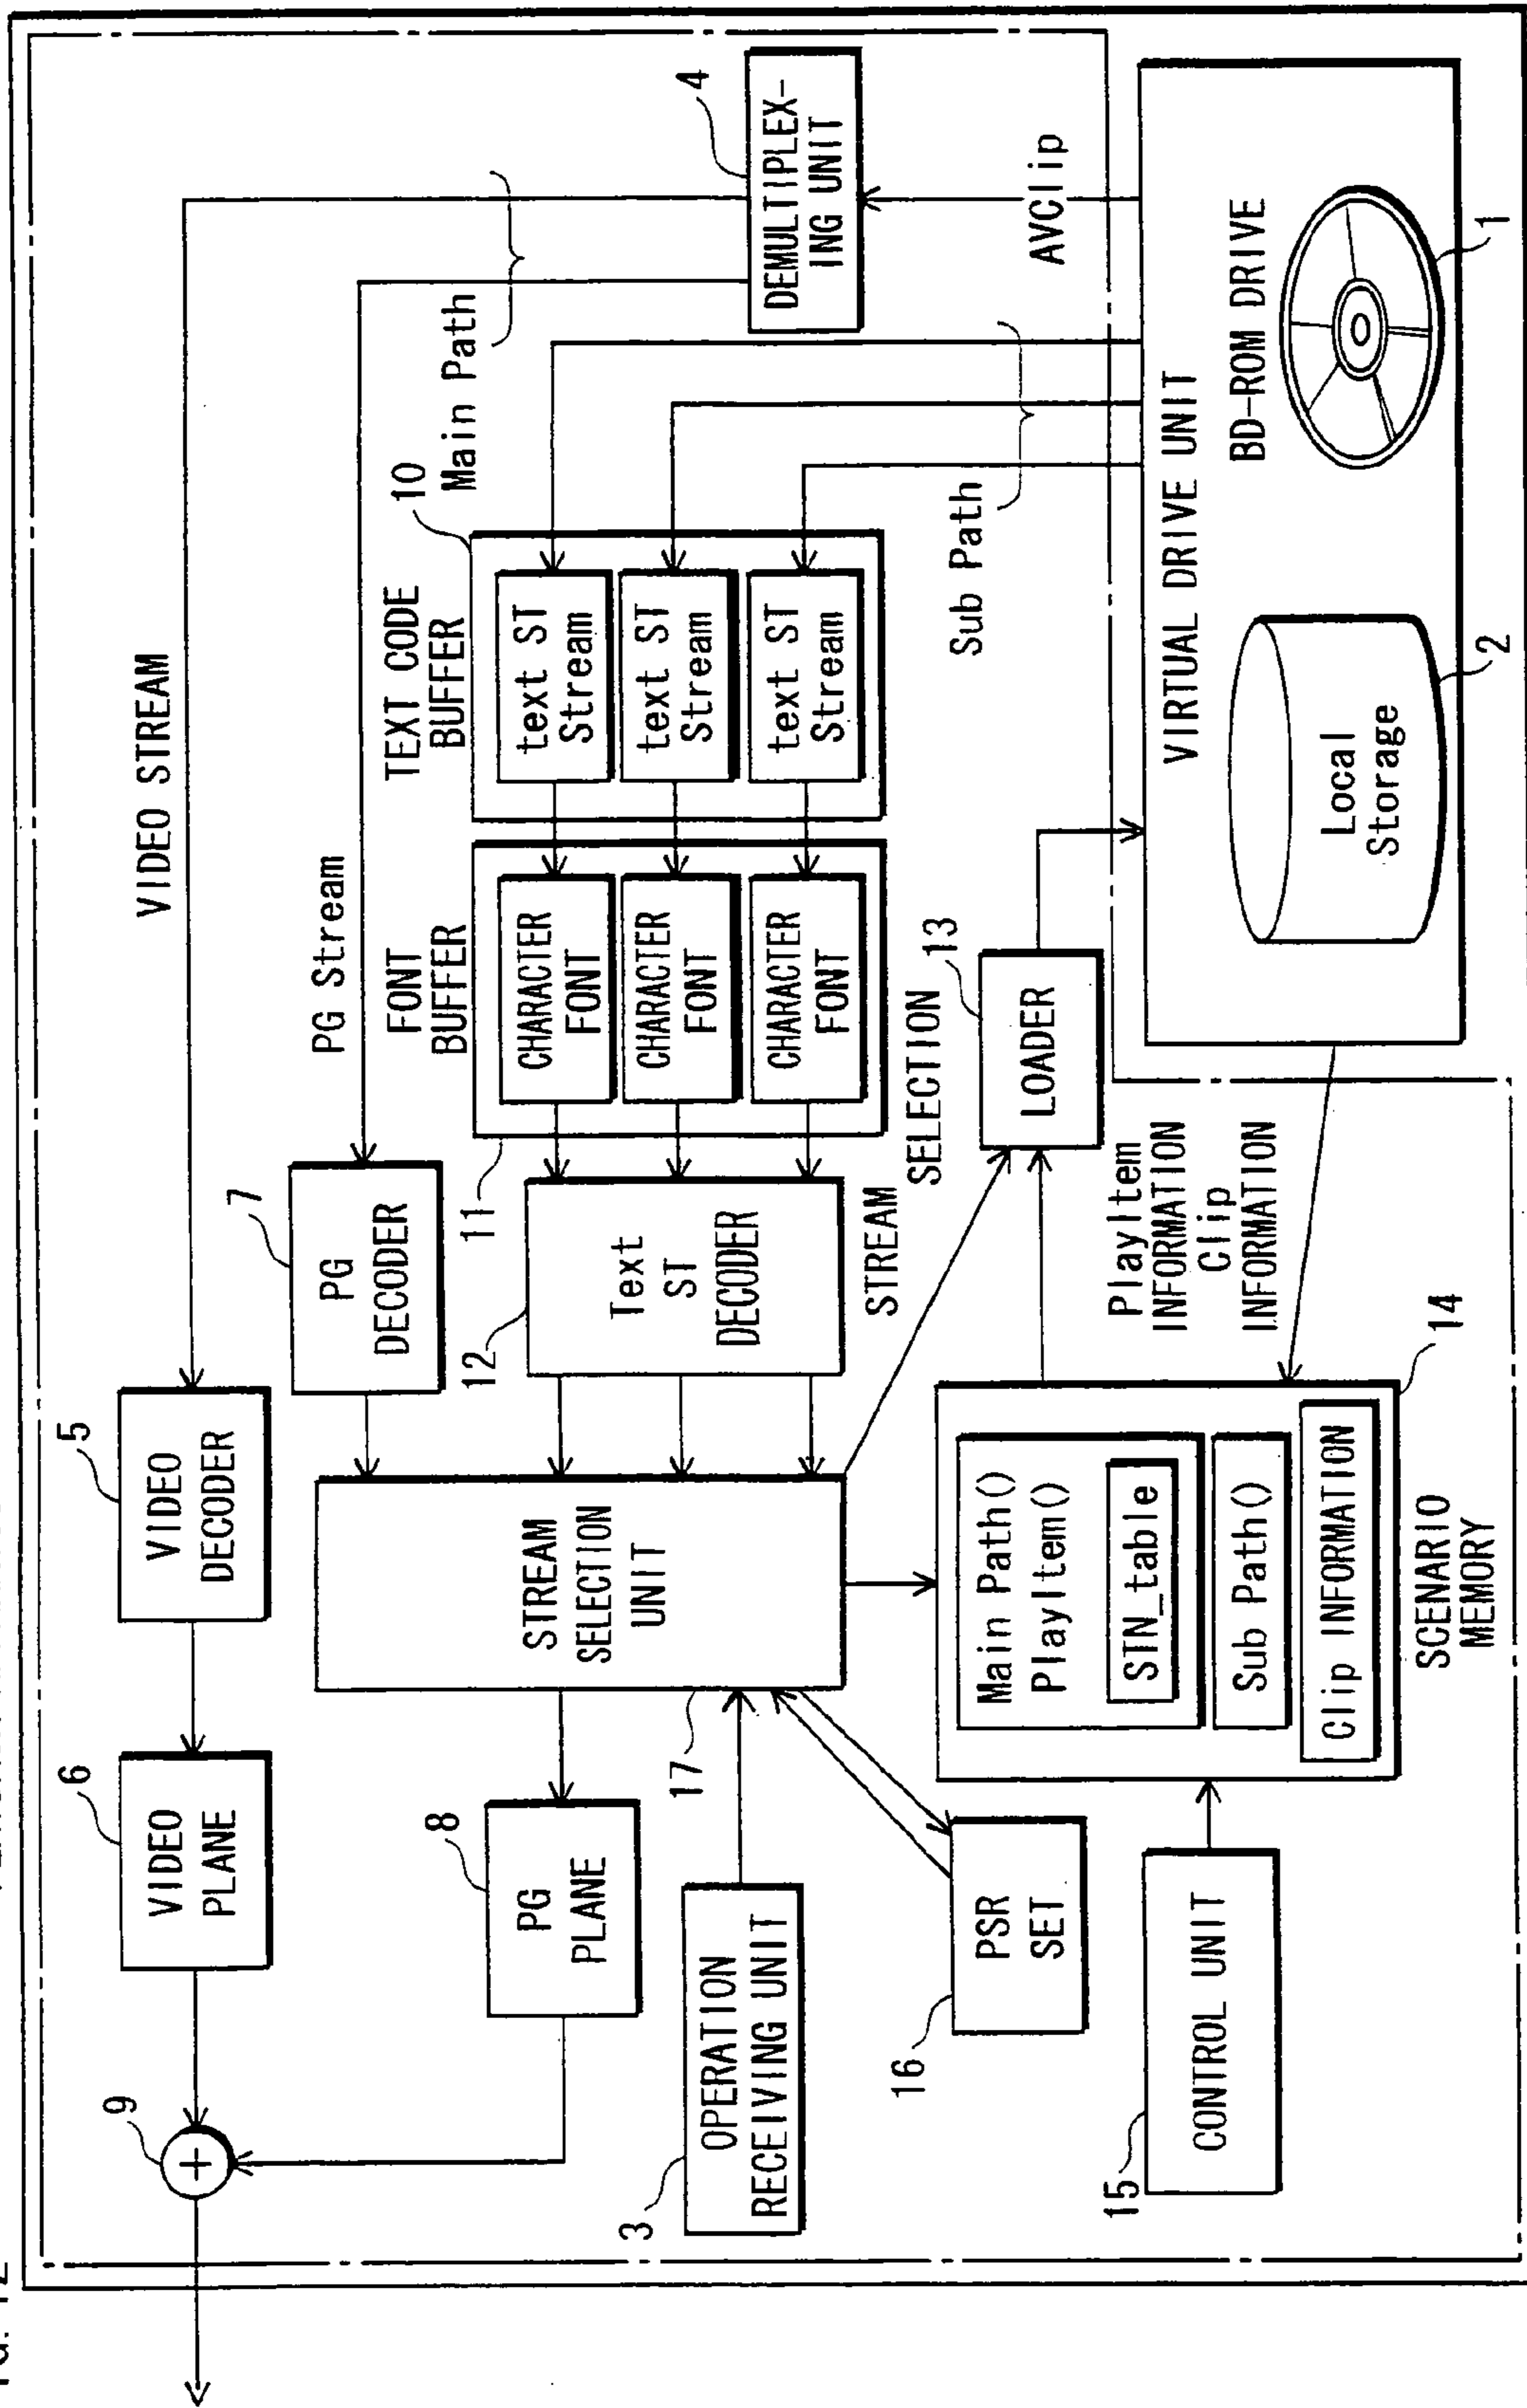 VIDEO STREAM
5
VIDEO
DECODER
6
VIDEO
PLANE
9
+
PG Stream
7
PG
DECODER
Main Path
4
DEMULTIPLEX-
ING UNIT
AVClip
TEXT CODE
BUFFER
10
text ST
Stream
text ST
Stream
text ST
Stream
FONT
BUFFER
11
CHARACTER
FONT
CHARACTER
FONT
CHARACTER
FONT
12
Text
ST
DECODER
STREAM
SELECTION
UNIT
17
8
PG
PLANE
3
OPERATION
RECEIVING UNIT
16
PSR
SET
15
CONTROL UNIT
STREAM SELECTION
13
LOADER
Sub Path
PlayItem
INFORMATION
Clip
INFORMATION
14
Main Path()
PlayItem()
STN_table
Sub Path()
Clip INFORMATION
SCENARIO
MEMORY
VIRTUAL DRIVE UNIT
BD-ROM DRIVE
1
Local
Storage
2